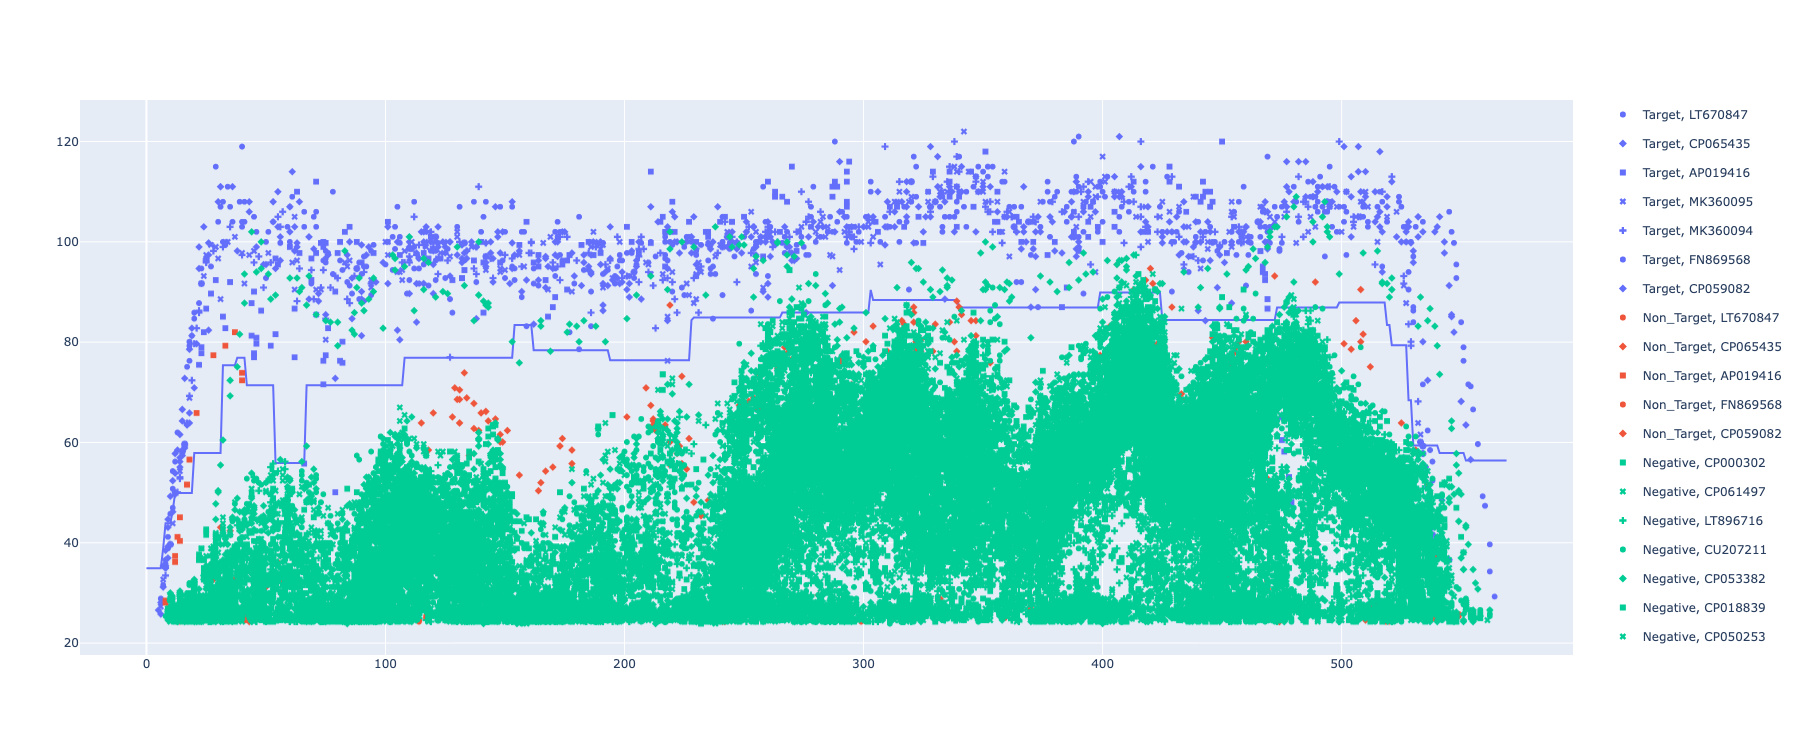 120
100
80
60
40
20
0 100 200 300 400 500
Target, LT670847
Target, CP065435
Target, AP019416
Target, MK360095
Target, MK360094
Target, FN869568
Target, CP059082
Non_Target, LT670847
Non_Target, CP065435
Non_Target, AP019416
Non_Target, FN869568
Non_Target, CP059082
Negative, CP000302
Negative, CP061497
Negative, LT896716
Negative, CU207211
Negative, CP053382
Negative, CP018839
Negative, CP050253